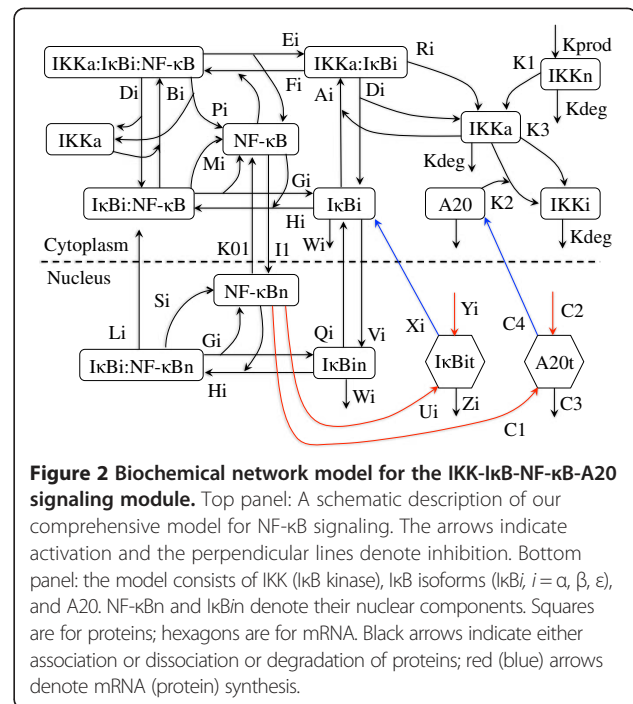 Ei Ri Kprod
IKKa:IκBi:NF-κB IKKa:IκBi K1 IKKn
Fi
Di Bi Ai Di Kdeg
Pi
IKKa NF-κB IKKa K3
Mi Kdeg
Gi
IκBi:NF-κB IκBi A20 K2 IKKi
Hi
Wi Kdeg
Cytoplasm K01 I1
Nucleus
NF-κBn
Si Yi C2
Li Gi Qi Vi Xi C4
IκBi:NF-κBn IκBin IκBit A20t
Hi Wi Ui Zi C3
C1
Figure 2 Biochemical network model for the IKK-IκB-NF-κB-A20
signaling module. Top panel: A schematic description of our
comprehensive model for NF-κB signaling. The arrows indicate
activation and the perpendicular lines denote inhibition. Bottom
panel: the model consists of IKK (IκB kinase), IκB isoforms (IκBi, i = α, β, ε),
and A20. NF-κBn and IκBin denote their nuclear components. Squares
are for proteins; hexagons are for mRNA. Black arrows indicate either
association or dissociation or degradation of proteins; red (blue) arrows
denote mRNA (protein) synthesis.